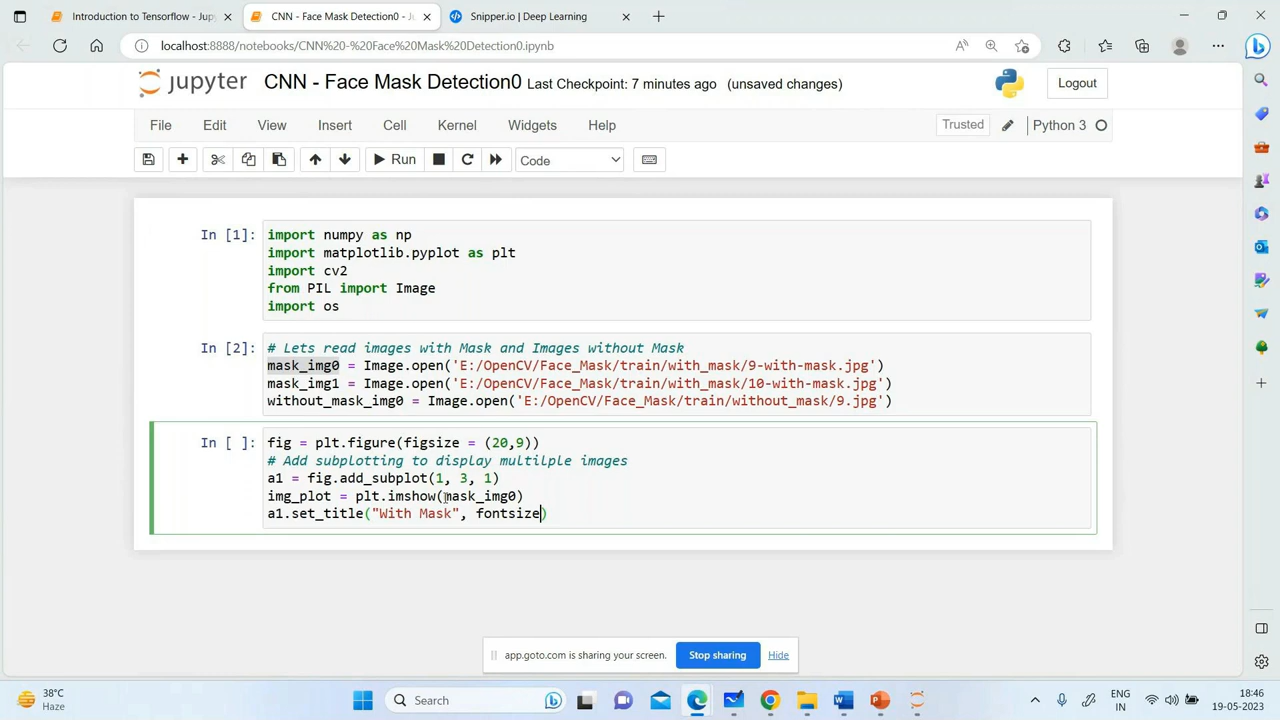 Introduction to Tensorflow - Jupy
CNN - Face Mask Detection0 - Ju
Snipper.io | Deep Learning
localhost:8888/notebooks/CNN%20-%20Face%20Mask%20Detection0.ipynb
jupyter CNN - Face Mask Detection0 Last Checkpoint: 7 minutes ago (unsaved changes)
Logout
File Edit View Insert Cell Kernel Widgets Help
Trusted Python 3
Run Code
In [1]: import numpy as np
import matplotlib.pyplot as plt
import cv2
from PIL import Image
import os
In [2]: # Lets read images with Mask and Images without Mask
mask_img0 = Image.open('E:/OpenCV/Face_Mask/train/with_mask/9-with-mask.jpg')
mask_img1 = Image.open('E:/OpenCV/Face_Mask/train/with_mask/10-with-mask.jpg')
without_mask_img0 = Image.open('E:/OpenCV/Face_Mask/train/without_mask/9.jpg')
In [ ]: fig = plt.figure(figsize = (20,9))
# Add subplotting to display multilple images
a1 = fig.add_subplot(1, 3, 1)
img_plot = plt.imshow(mask_img0)
a1.set_title("With Mask", fontsize)
app.goto.com is sharing your screen. Stop sharing Hide
38°C
Haze
Search
ENG
IN
18:46
19-05-2023